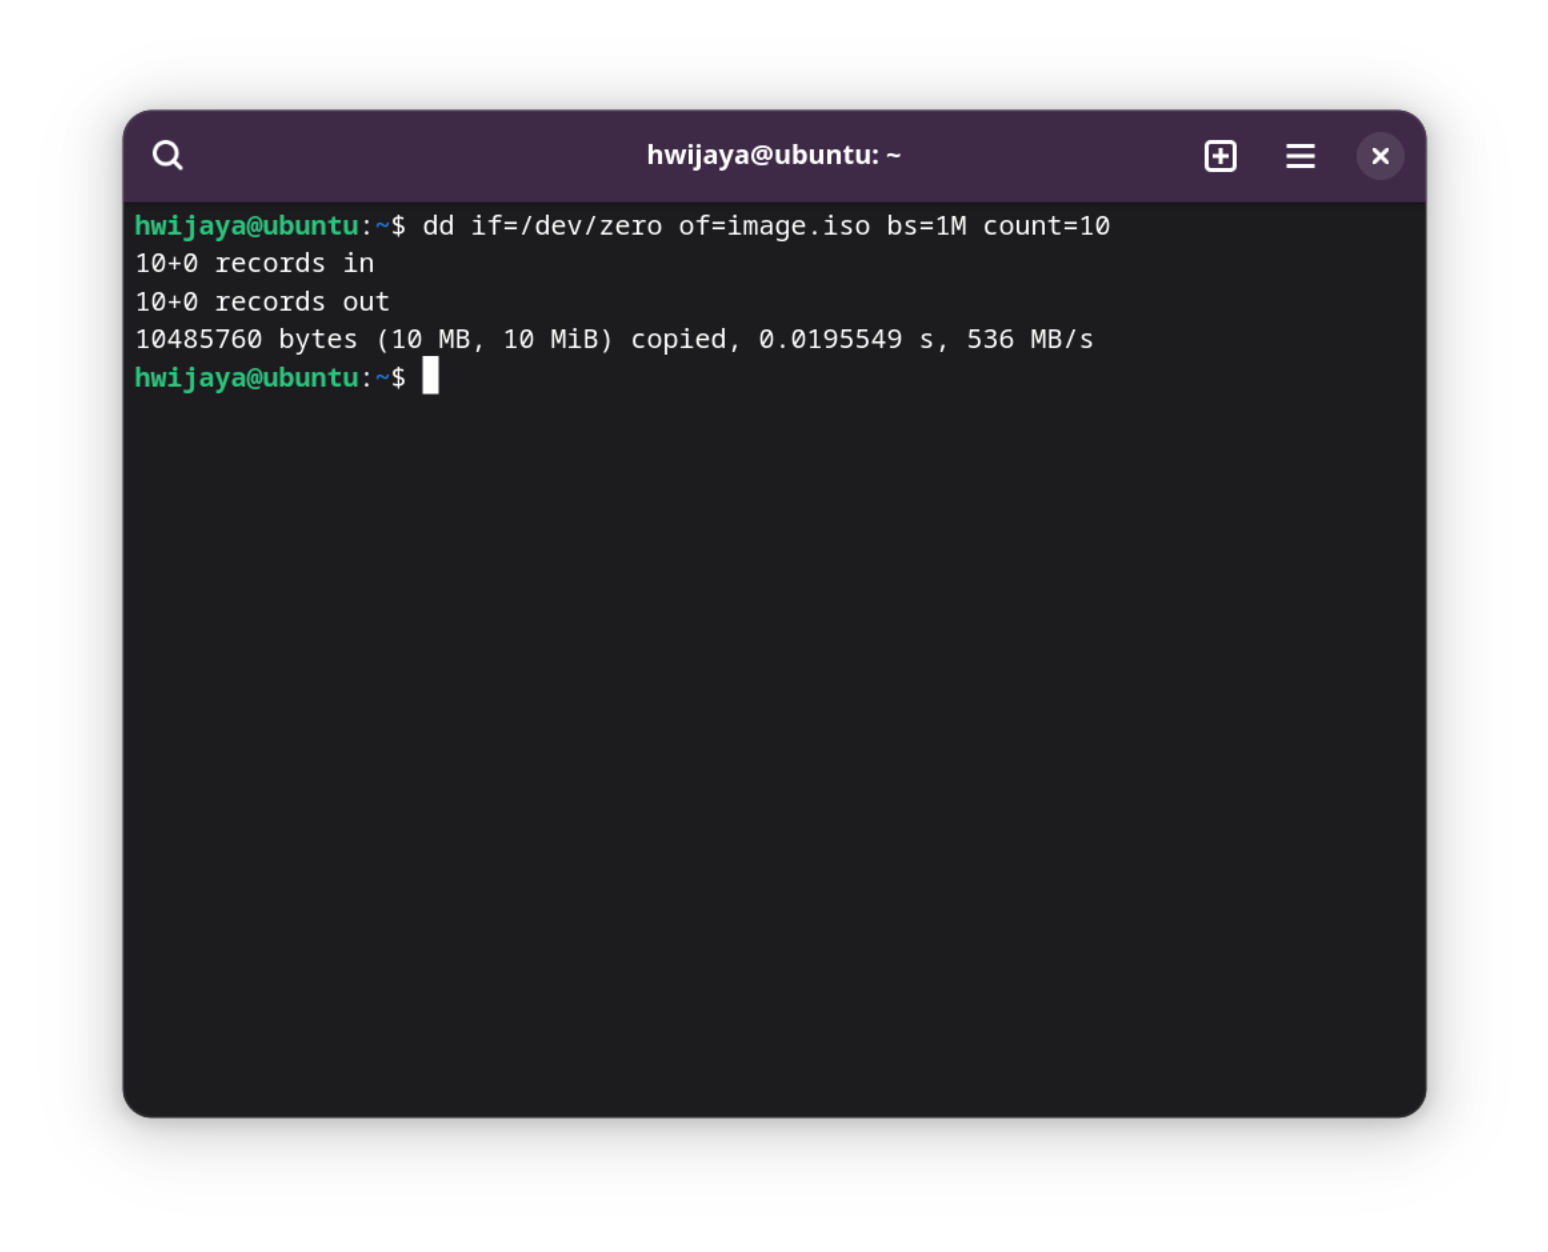 hwijaya@ubuntu: ~
hwijaya@ubuntu:~$ dd if=/dev/zero of=image.iso bs=1M count=10
10+0 records in
10+0 records out
10485760 bytes (10 MB, 10 MiB) copied, 0.0195549 s, 536 MB/s
hwijaya@ubuntu:~$